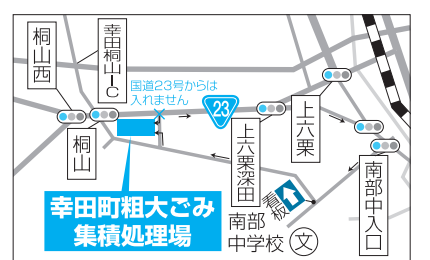 桐山西
幸田桐山IC
国道23号からは
入れません
23
桐山
上六栗深田
上六栗
南部中入口
看板
南部
中学校
文
幸田町粗大ごみ
集積処理場